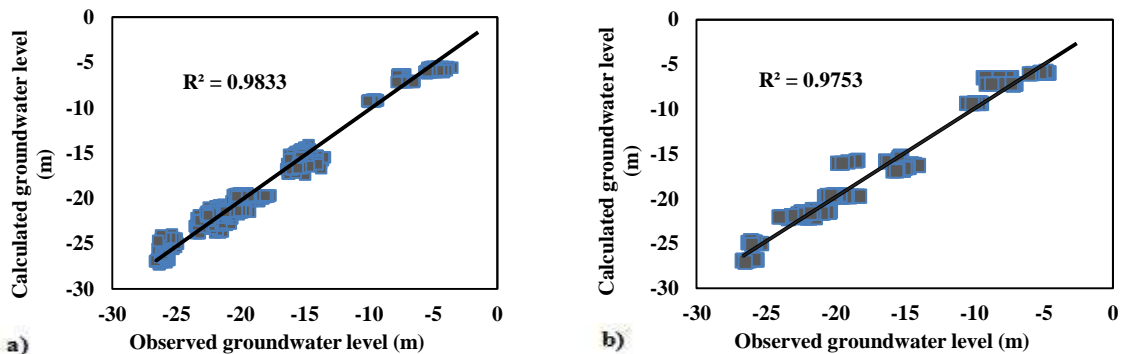 0
-5
-10
-15
-20
-25
-30
Calculated groundwater level
(m)
R² = 0.9833
-30 -25 -20 -15 -10 -5 0
Observed groundwater level (m)
a)
0
-5
-10
-15
-20
-25
-30
Calculated groundwater level
(m)
R² = 0.9753
-30 -25 -20 -15 -10 -5 0
Observed groundwater level (m)
b)